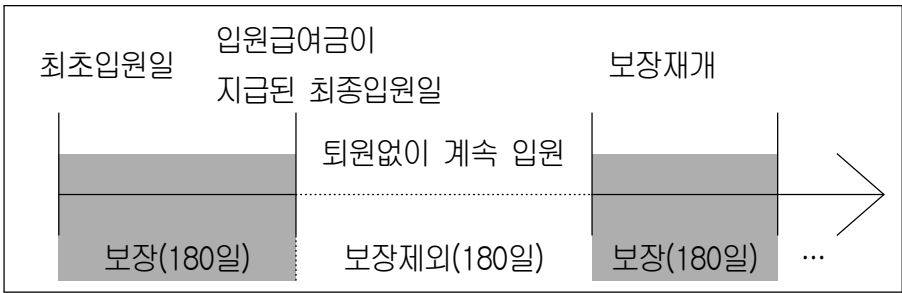 최초입원일
입원급여금이
지급된 최종입원일
보장재개
퇴원없이 계속 입원
보장(180일)
보장제외(180일)
보장(180일)
…